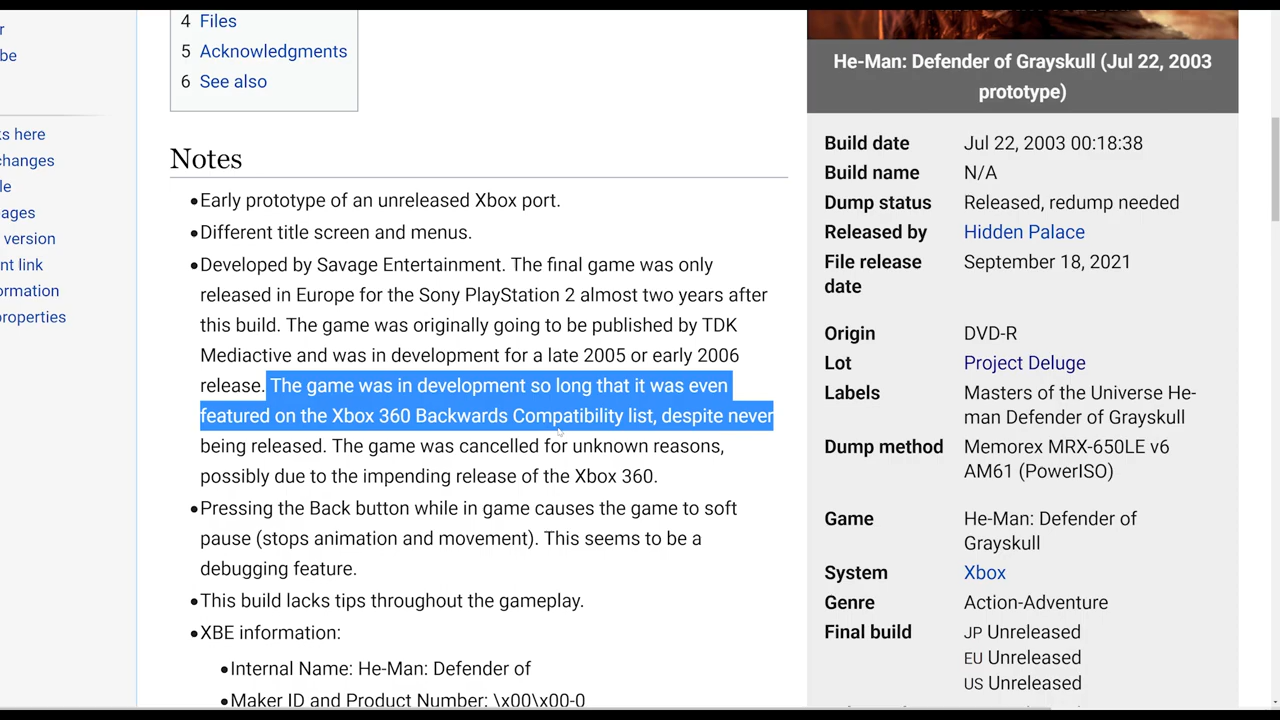 r
be
ks here
changes
le
ages
version
nt link
ormation
properties
4 Files
5 Acknowledgments
6 See also
Notes
•Early prototype of an unreleased Xbox port.
•Different title screen and menus.
•Developed by Savage Entertainment. The final game was only
released in Europe for the Sony PlayStation 2 almost two years after
this build. The game was originally going to be published by TDK
Mediactive and was in development for a late 2005 or early 2006
release. The game was in development so long that it was even
featured on the Xbox 360 Backwards Compatibility list, despite never
being released. The game was cancelled for unknown reasons,
possibly due to the impending release of the Xbox 360.
•Pressing the Back button while in game causes the game to soft
pause (stops animation and movement). This seems to be a
debugging feature.
•This build lacks tips throughout the gameplay.
•XBE information:
•Internal Name: He-Man: Defender of
•Maker ID and Product Number: \x00\x00-0
He-Man: Defender of Grayskull (Jul 22, 2003
prototype)
Build date Jul 22, 2003 00:18:38
Build name N/A
Dump status Released, redump needed
Released by Hidden Palace
File release September 18, 2021
date
Origin DVD-R
Lot Project Deluge
Labels Masters of the Universe He-
man Defender of Grayskull
Dump method Memorex MRX-650LE v6
AM61 (PowerISO)
Game He-Man: Defender of
Grayskull
System Xbox
Genre Action-Adventure
Final build JP Unreleased
EU Unreleased
US Unreleased